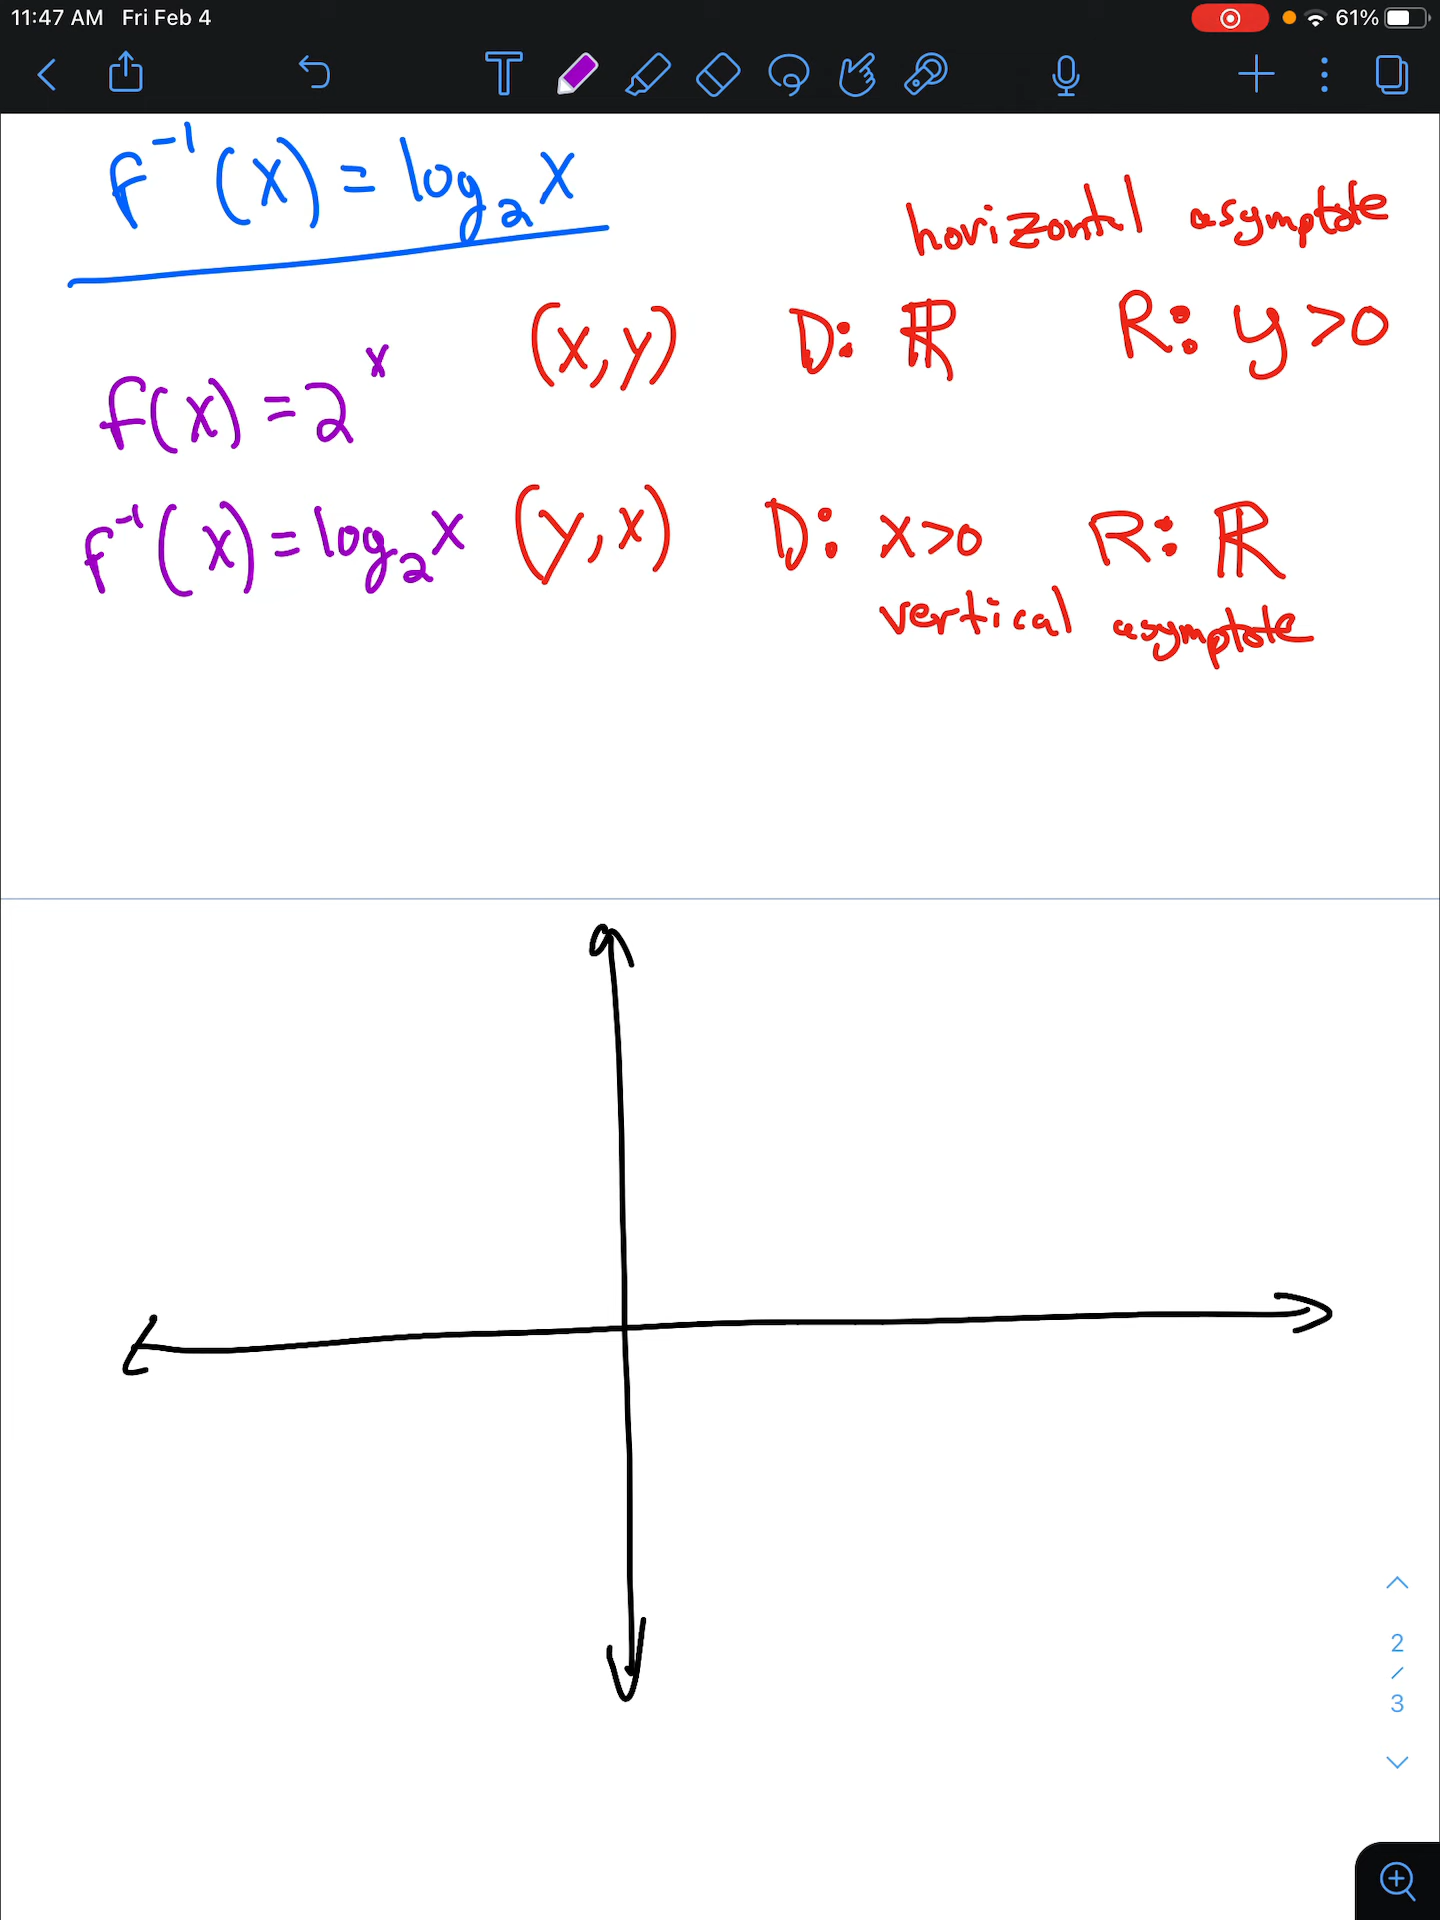 11:47 AM Fri Feb 4 61%
T
f⁻¹(x) = log₂x
horizontal asymptote
(x,y) D: ℝ R: y>0
f(x) = 2ˣ
f⁻¹(x) = log₂x (y,x) D: x>0 R: ℝ
vertical asymptote
2
/
3